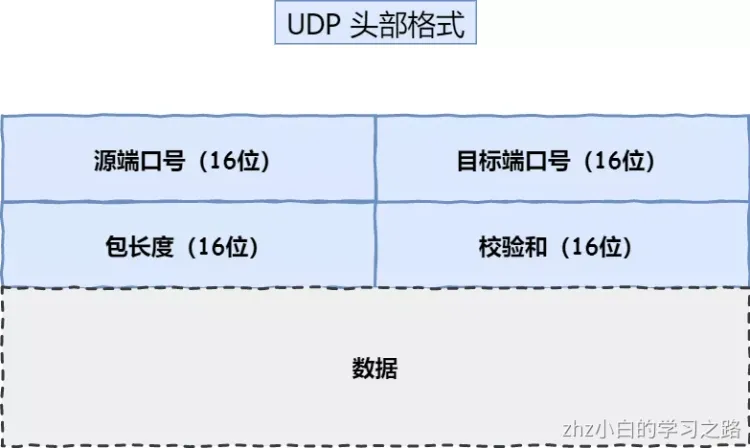 UDP 头部格式
源端口号（16位）
目标端口号（16位）
包长度（16位）
校验和（16位）
数据
zhz小白的学习之路